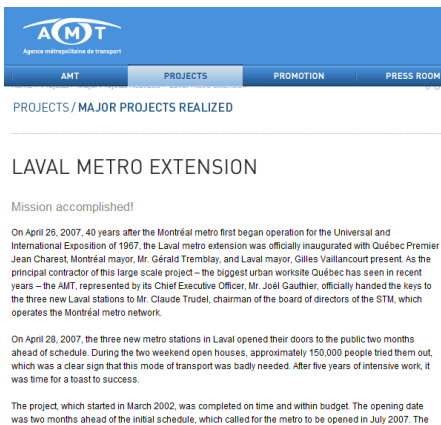 AMT
Agence métropolitaine de transport
AMT PROJECTS PROMOTION PRESS ROOM
PROJECTS / MAJOR PROJECTS REALIZED
LAVAL METRO EXTENSION
Mission accomplished!
On April 26, 2007, 40 years after the Montréal metro first began operation for the Universal and
International Exposition of 1967, the Laval metro extension was officially inaugurated with Québec Premier
Jean Charest, Montréal mayor, Mr. Gérald Tremblay, and Laval mayor, Gilles Vaillancourt present. As the
principal contractor of this large scale project – the biggest urban worksite Québec has seen in recent
years – the AMT, represented by its Chief Executive Officer, Mr. Joël Gauthier, officially handed the keys to
the three new Laval stations to Mr. Claude Trudel, chairman of the board of directors of the STM, which
operates the Montréal metro network.
On April 28, 2007, the three new metro stations in Laval opened their doors to the public two months
ahead of schedule. During the two weekend open houses, approximately 150,000 people tried them out,
which was a clear sign that this mode of transport was badly needed. After five years of intensive work, it
was time for a toast to success.
The project, which started in March 2002, was completed on time and within budget. The opening date
was two months ahead of the initial schedule, which called for the metro to be opened in July 2007. The